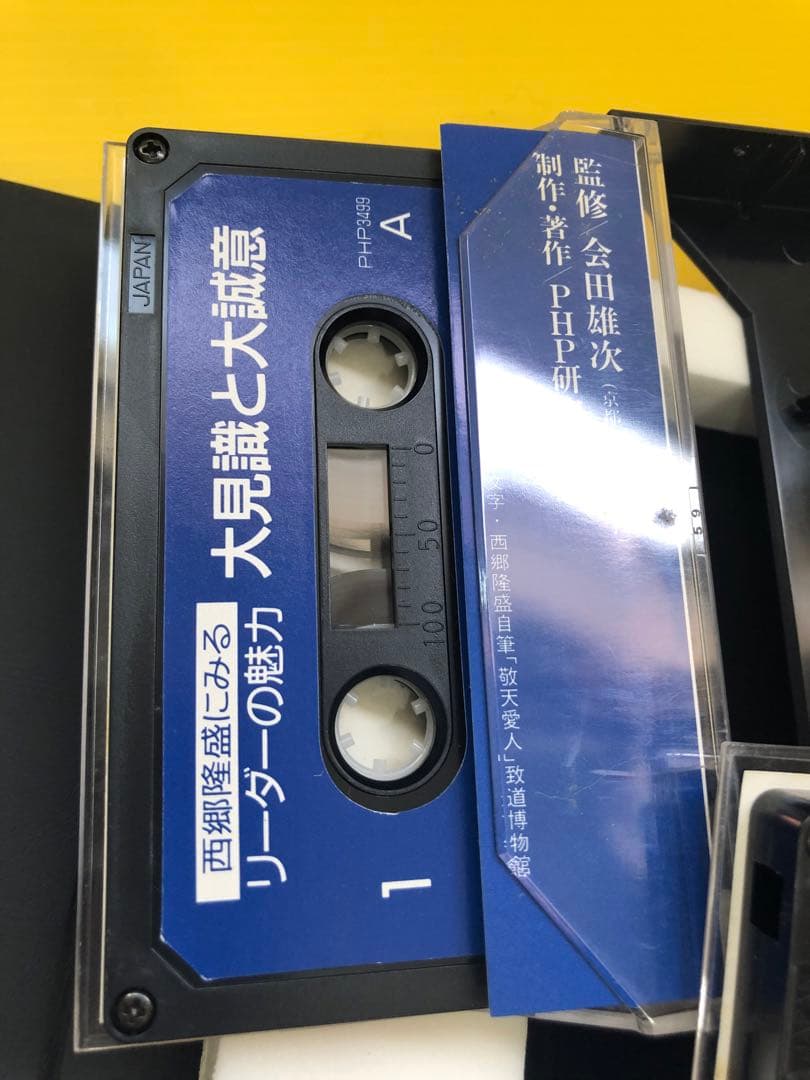 西郷隆盛にみる
リーダーの魅力
大見識と大誠意
1
PHP3499
A
0
50
100
JAPAN
監修/会田雄次(京都
制作・著作/PHP研
字・西郷隆盛自筆「敬天愛人」致道博物館
59